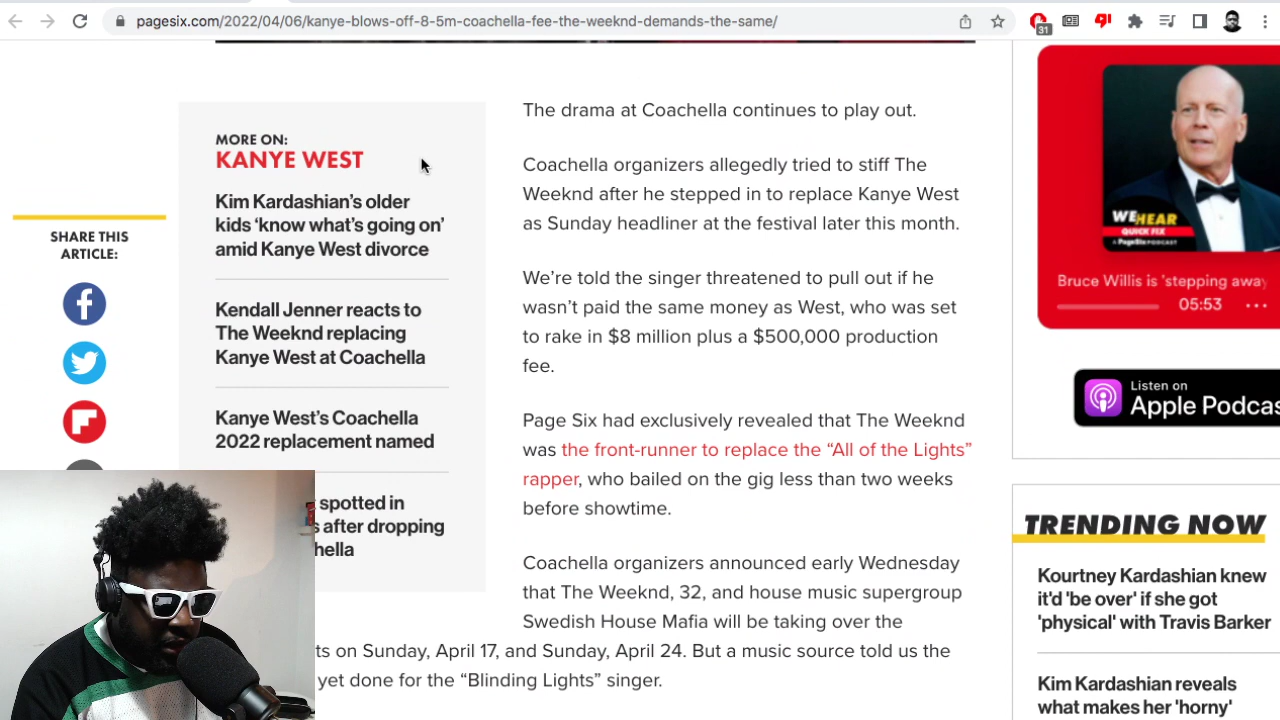 pagesix.com/2022/04/06/kanye-blows-off-8-5m-coachella-fee-the-weeknd-demands-the-same/
31
SHARE THIS
ARTICLE:
MORE ON:
KANYE WEST
Kim Kardashian’s older
kids ‘know what’s going on’
amid Kanye West divorce
Kendall Jenner reacts to
The Weeknd replacing
Kanye West at Coachella
Kanye West’s Coachella
2022 replacement named
spotted in
s after dropping
hella
The drama at Coachella continues to play out.
Coachella organizers allegedly tried to stiff The
Weeknd after he stepped in to replace Kanye West
as Sunday headliner at the festival later this month.
We’re told the singer threatened to pull out if he
wasn’t paid the same money as West, who was set
to rake in $8 million plus a $500,000 production
fee.
Page Six had exclusively revealed that The Weeknd
was the front-runner to replace the “All of the Lights”
rapper, who bailed on the gig less than two weeks
before showtime.
Coachella organizers announced early Wednesday
that The Weeknd, 32, and house music supergroup
Swedish House Mafia will be taking over the
ts on Sunday, April 17, and Sunday, April 24. But a music source told us the
yet done for the “Blinding Lights” singer.
WE HEAR
QUICK FIX
A PageSix PODCAST
Bruce Willis is 'stepping away
05:53
Listen on
Apple Podcas
TRENDING NOW
Kourtney Kardashian knew
it'd 'be over' if she got
'physical' with Travis Barker
Kim Kardashian reveals
what makes her 'horny'